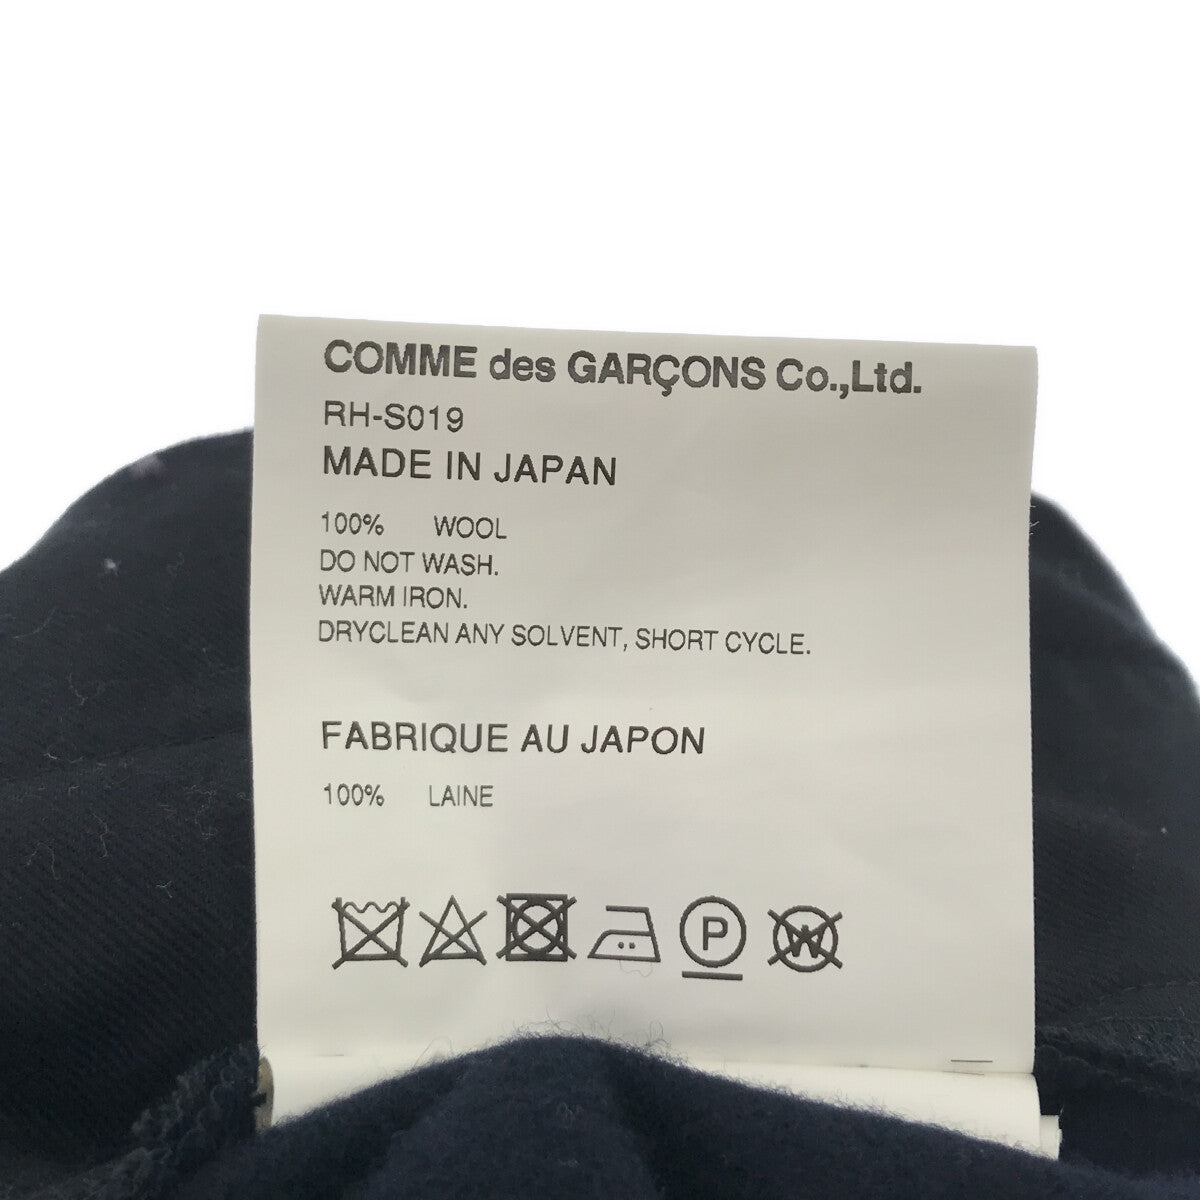 COMME des GARÇONS Co.,Ltd.
RH-S019
MADE IN JAPAN
100% WOOL
DO NOT WASH.
WARM IRON.
DRYCLEAN ANY SOLVENT, SHORT CYCLE.
FABRIQUE AU JAPON
100% LAINE
P W